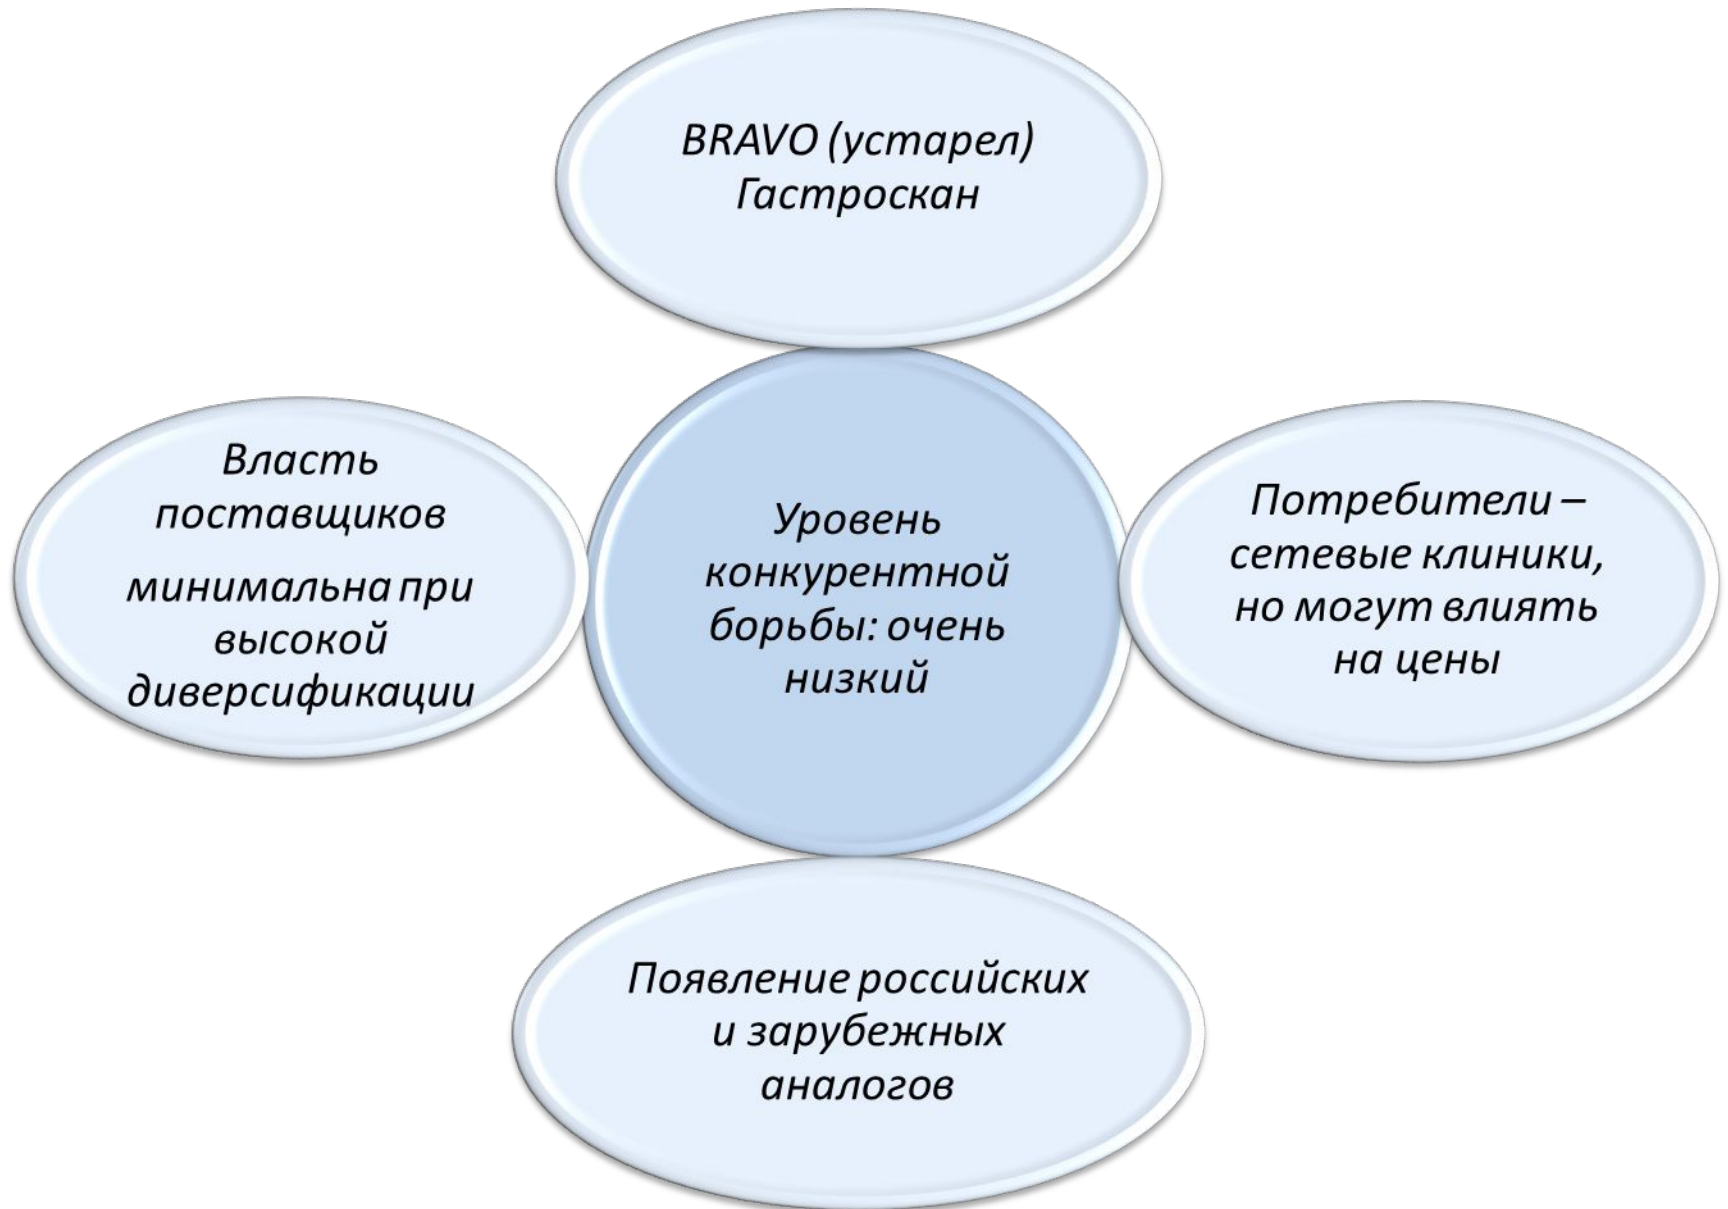 BRAVO (устарел)
Гастроскан
Власть
поставщиков
минимальна при
высокой
диверсификации
Уровень
конкурентной
борьбы: очень
низкий
Потребители –
сетевые клиники,
но могут влиять
на цены
Появление российских
и зарубежных
аналогов